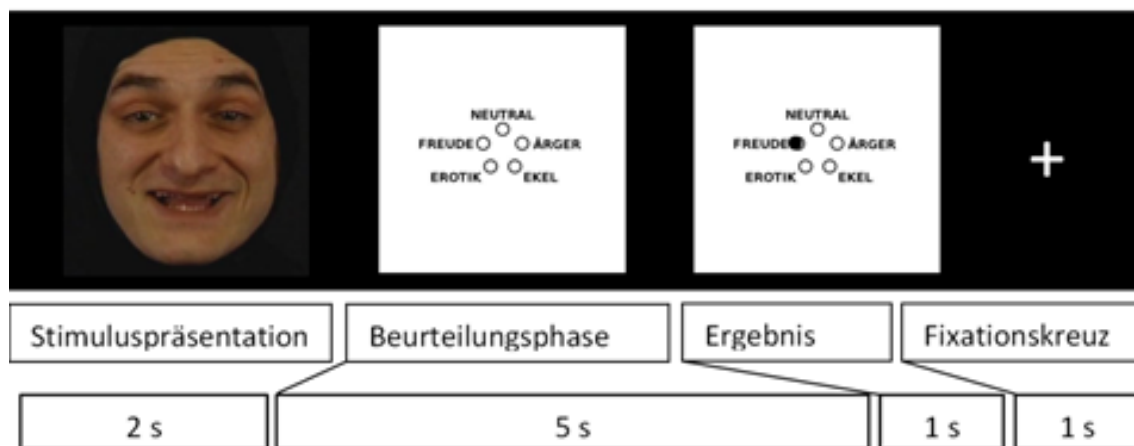 NEUTRAL
FREUDE ÄRGER
EROTIK EKEL
NEUTRAL
FREUDE ÄRGER
EROTIK EKEL
Stimuluspräsentation
Beurteilungsphase
Ergebnis
Fixationskreuz
2 s
5 s
1 s
1 s